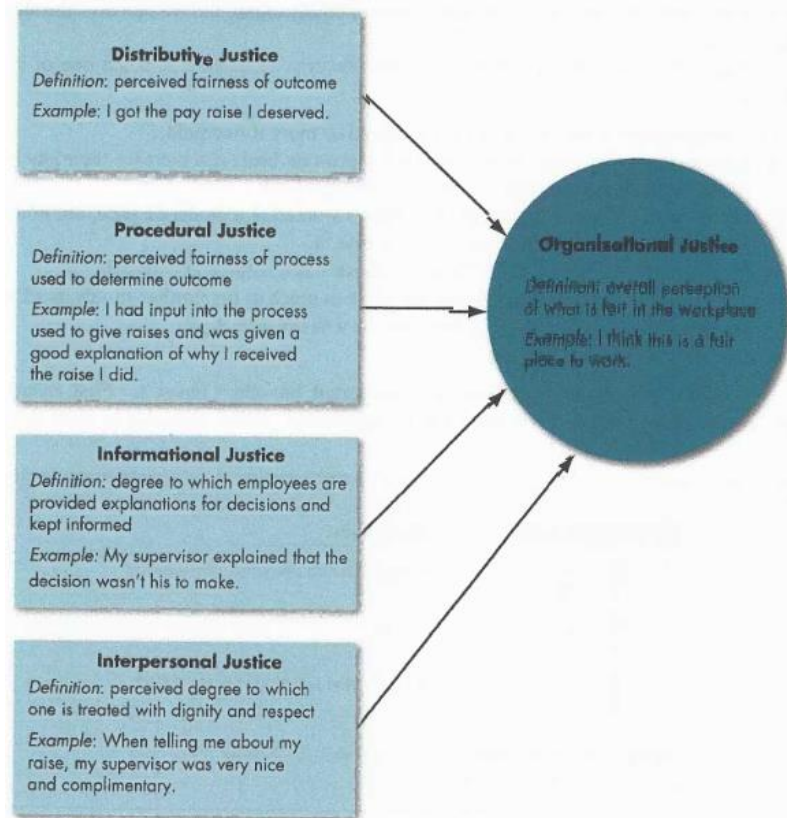 Distributive Justice
Definition: perceived fairness of outcome
Example: I got the pay raise I deserved.
Procedural Justice
Definition: perceived fairness of process
used to determine outcome
Example: I had input into the process
used to give raises and was given a
good explanation of why I received
the raise I did.
Informational Justice
Definition: degree to which employees are
provided explanations for decisions and
kept informed
Example: My supervisor explained that the
decision wasn't his to make.
Interpersonal Justice
Definition: perceived degree to which
one is treated with dignity and respect
Example: When telling me about my
raise, my supervisor was very nice
and complimentary.
Organisational Justice
Definition: overall perception
of what is fair in the workplace
Example: I think this is a fair
place to work.